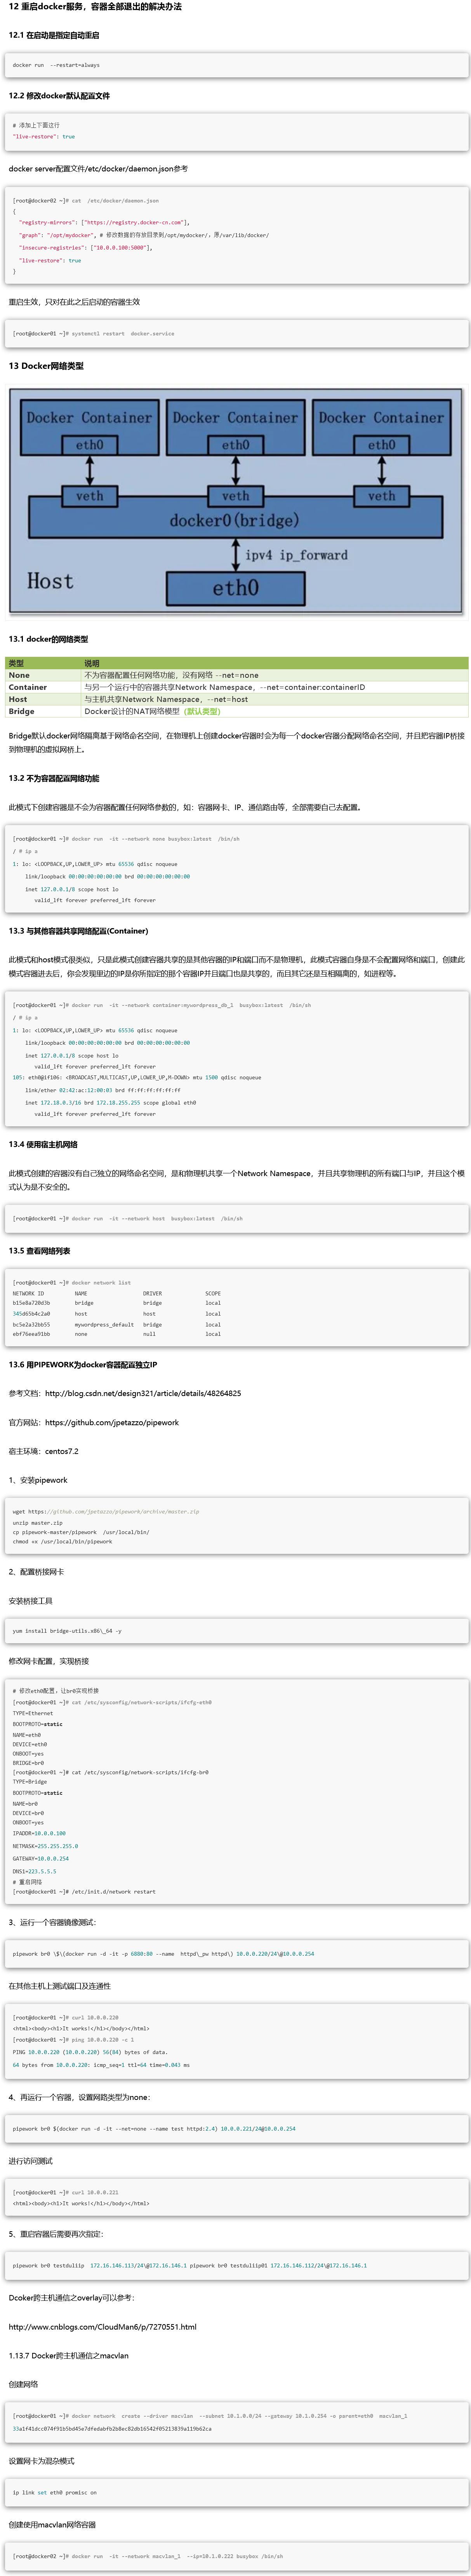 12 重启docker服务，容器全部退出的解决办法
12.1 在启动是指定自动重启
docker run  --restart=always
12.2 修改docker默认配置文件
# 添加上下面这行
"live-restore": true
docker server配置文件/etc/docker/daemon.json参考
[root@docker02 ~]# cat  /etc/docker/daemon.json
{
"registry-mirrors": ["https://registry.docker-cn.com"],
"graph": "/opt/mydocker", # 修改数据的存放目录到/opt/mydocker/，原/var/lib/docker/
"insecure-registries": ["10.0.0.100:5000"],
"live-restore": true
}
重启生效，只对在此之后启动的容器生效
[root@docker01 ~]# systemctl restart  docker.service
13 Docker网络类型
Docker Container Docker Container Docker Container
eth0 eth0 eth0
veth veth veth
docker0(bridge)
ipv4 ip_forward
Host
eth0
13.1 docker的网络类型
类型 说明
None 不为容器配置任何网络功能，没有网络 --net=none
Container 与另一个运行中的容器共享Network Namespace，--net=container:containerID
Host 与主机共享Network Namespace，--net=host
Bridge Docker设计的NAT网络模型（默认类型）
Bridge默认docker网络隔离基于网络命名空间，在物理机上创建docker容器时会为每一个docker容器分配网络命名空间，并且把容器IP桥接
到物理机的虚拟网桥上。
13.2 不为容器配置网络功能
此模式下创建容器是不会为容器配置任何网络参数的，如：容器网卡、IP、通信路由等，全部需要自己去配置。
[root@docker01 ~]# docker run  -it --network none busybox:latest  /bin/sh
/ # ip a
1: lo: <LOOPBACK,UP,LOWER_UP> mtu 65536 qdisc noqueue
link/loopback 00:00:00:00:00:00 brd 00:00:00:00:00:00
inet 127.0.0.1/8 scope host lo
valid_lft forever preferred_lft forever
13.3 与其他容器共享网络配置(Container)
此模式和host模式很类似，只是此模式创建容器共享的是其他容器的IP和端口而不是物理机，此模式容器自身是不会配置网络和端口，创建此
模式容器进去后，你会发现里边的IP是你所指定的那个容器IP并且端口也是共享的，而且其它还是互相隔离的，如进程等。
[root@docker01 ~]# docker run  -it --network container:mywordpress_db_1  busybox:latest  /bin/sh
/ # ip a
1: lo: <LOOPBACK,UP,LOWER_UP> mtu 65536 qdisc noqueue
link/loopback 00:00:00:00:00:00 brd 00:00:00:00:00:00
inet 127.0.0.1/8 scope host lo
valid_lft forever preferred_lft forever
105: eth0@if106: <BROADCAST,MULTICAST,UP,LOWER_UP,M-DOWN> mtu 1500 qdisc noqueue
link/ether 02:42:ac:12:00:03 brd ff:ff:ff:ff:ff:ff
inet 172.18.0.3/16 brd 172.18.255.255 scope global eth0
valid_lft forever preferred_lft forever
13.4 使用宿主机网络
此模式创建的容器没有自己独立的网络命名空间，是和物理机共享一个Network Namespace，并且共享物理机的所有端口与IP，并且这个模
式认为是不安全的。
[root@docker01 ~]# docker run  -it --network host  busybox:latest  /bin/sh
13.5 查看网络列表
[root@docker01 ~]# docker network list
NETWORK ID NAME DRIVER SCOPE
b15e8a720d3b bridge bridge local
345d65b4c2a0 host host local
bc5e2a32bb55 mywordpress_default bridge local
ebf76eea91bb none null local
13.6 用PIPEWORK为docker容器配置独立IP
参考文档：http://blog.csdn.net/design321/article/details/48264825
官方网站：https://github.com/jpetazzo/pipework
宿主环境：centos7.2
1、安装pipework
wget https://github.com/jpetazzo/pipework/archive/master.zip
unzip master.zip
cp pipework-master/pipework  /usr/local/bin/
chmod +x /usr/local/bin/pipework
2、配置桥接网卡
安装桥接工具
yum install bridge-utils.x86\_64 -y
修改网卡配置，实现桥接
# 修改eth0配置，让br0实现桥接
[root@docker01 ~]# cat /etc/sysconfig/network-scripts/ifcfg-eth0
TYPE=Ethernet
BOOTPROTO=static
NAME=eth0
DEVICE=eth0
ONBOOT=yes
BRIDGE=br0
[root@docker01 ~]# cat /etc/sysconfig/network-scripts/ifcfg-br0
TYPE=Bridge
BOOTPROTO=static
NAME=br0
DEVICE=br0
ONBOOT=yes
IPADDR=10.0.0.100
NETMASK=255.255.255.0
GATEWAY=10.0.0.254
DNS1=223.5.5.5
# 重启网络
[root@docker01 ~]# /etc/init.d/network restart
3、运行一个容器镜像测试：
pipework br0 \$\(docker run -d -it -p 6880:80 --name  httpd\_pw httpd\) 10.0.0.220/24\@10.0.0.254
在其他主机上测试端口及连通性
[root@docker01 ~]# curl 10.0.0.220
<html><body><h1>It works!</h1></body></html>
[root@docker01 ~]# ping 10.0.0.220 -c 1
PING 10.0.0.220 (10.0.0.220) 56(84) bytes of data.
64 bytes from 10.0.0.220: icmp_seq=1 ttl=64 time=0.043 ms
4、再运行一个容器，设置网路类型为none：
pipework br0 $(docker run -d -it --net=none --name test httpd:2.4) 10.0.0.221/24@10.0.0.254
进行访问测试
[root@docker01 ~]# curl 10.0.0.221
<html><body><h1>It works!</h1></body></html>
5、重启容器后需要再次指定：
pipework br0 testduliip  172.16.146.113/24\@172.16.146.1 pipework br0 testduliip01 172.16.146.112/24\@172.16.146.1
Dcoker跨主机通信之overlay可以参考：
http://www.cnblogs.com/CloudMan6/p/7270551.html
1.13.7 Docker跨主机通信之macvlan
创建网络
[root@docker01 ~]# docker network  create --driver macvlan  --subnet 10.1.0.0/24 --gateway 10.1.0.254 -o parent=eth0  macvlan_1
33a1f41dcc074f91b5bd45e7dfedabfb2b8ec82db16542f05213839a119b62ca
设置网卡为混杂模式
ip link set eth0 promisc on
创建使用macvlan网络容器
[root@docker02 ~]# docker run  -it --network macvlan_1  --ip=10.1.0.222 busybox /bin/sh